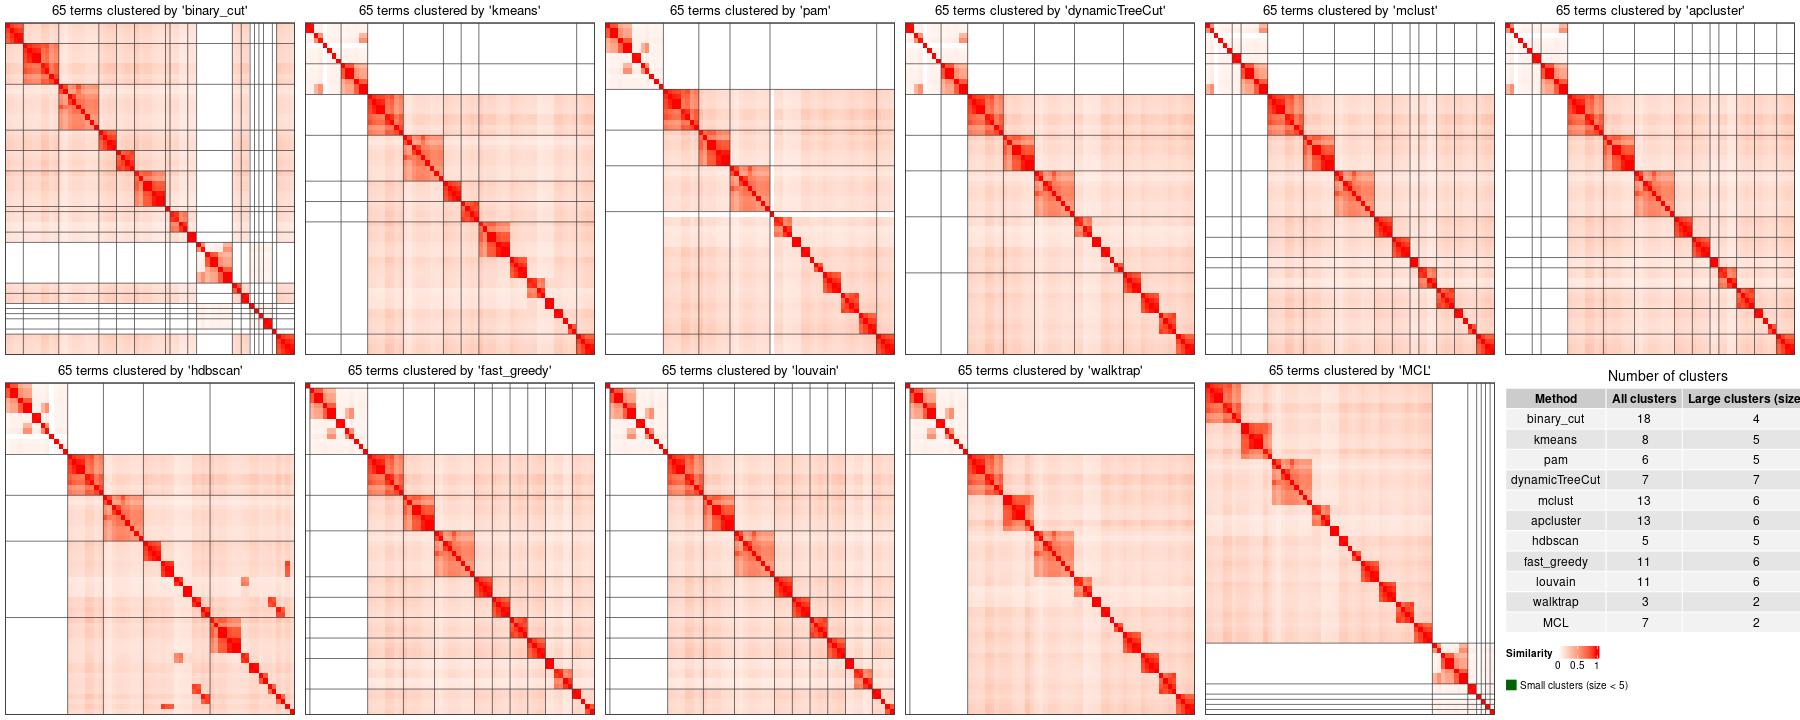 65 terms clustered by 'binary_cut'
65 terms clustered by 'kmeans'
65 terms clustered by 'pam'
65 terms clustered by 'dynamicTreeCut'
65 terms clustered by 'mclust'
65 terms clustered by 'apcluster'
65 terms clustered by 'hdbscan'
65 terms clustered by 'fast_greedy'
65 terms clustered by 'louvain'
65 terms clustered by 'walktrap'
65 terms clustered by 'MCL'
Number of clusters
Method All clusters Large clusters (size
binary_cut 18 4
kmeans 8 5
pam 6 5
dynamicTreeCut 7 7
mclust 13 6
apcluster 13 6
hdbscan 5 5
fast_greedy 11 6
louvain 11 6
walktrap 3 2
MCL 7 2
Similarity
0 0.5 1
Small clusters (size < 5)